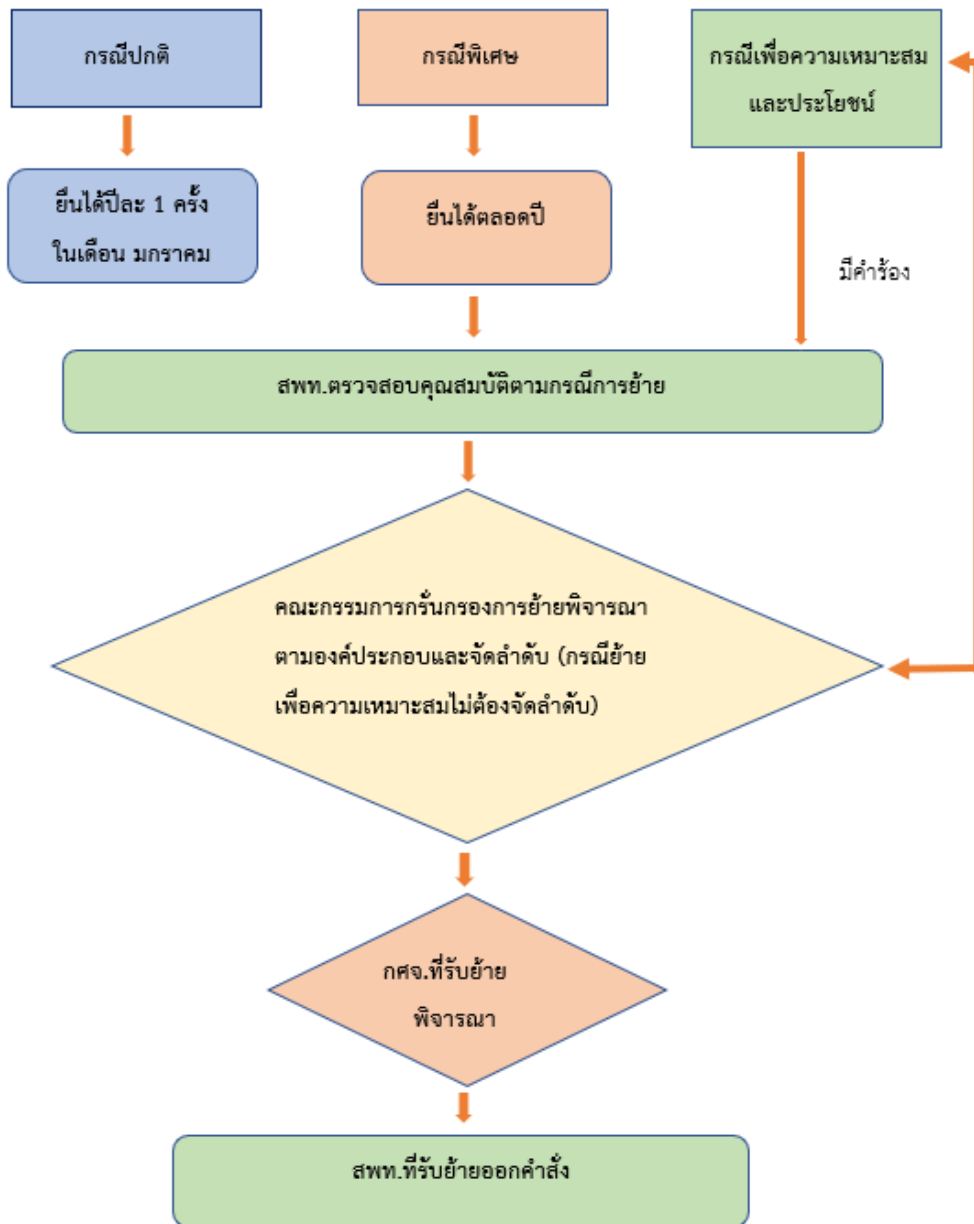 กรณีปกติ
กรณีพิเศษ
กรณีเพื่อความเหมาะสม
และประโยชน์
ยื่นได้ปีละ 1 ครั้ง
ในเดือน มกราคม
ยื่นได้ตลอดปี
มีคำร้อง
สพท.ตรวจสอบคุณสมบัติตามกรณีการย้าย
คณะกรรมการกรั่นกรองการย้ายพิจารณา
ตามองค์ประกอบและจัดลำดับ (กรณีย้าย
เพื่อความเหมาะสมไม่ต้องจัดลำดับ)
กศจ.ที่รับย้าย
พิจารณา
สพท.ที่รับย้ายออกคำสั่ง